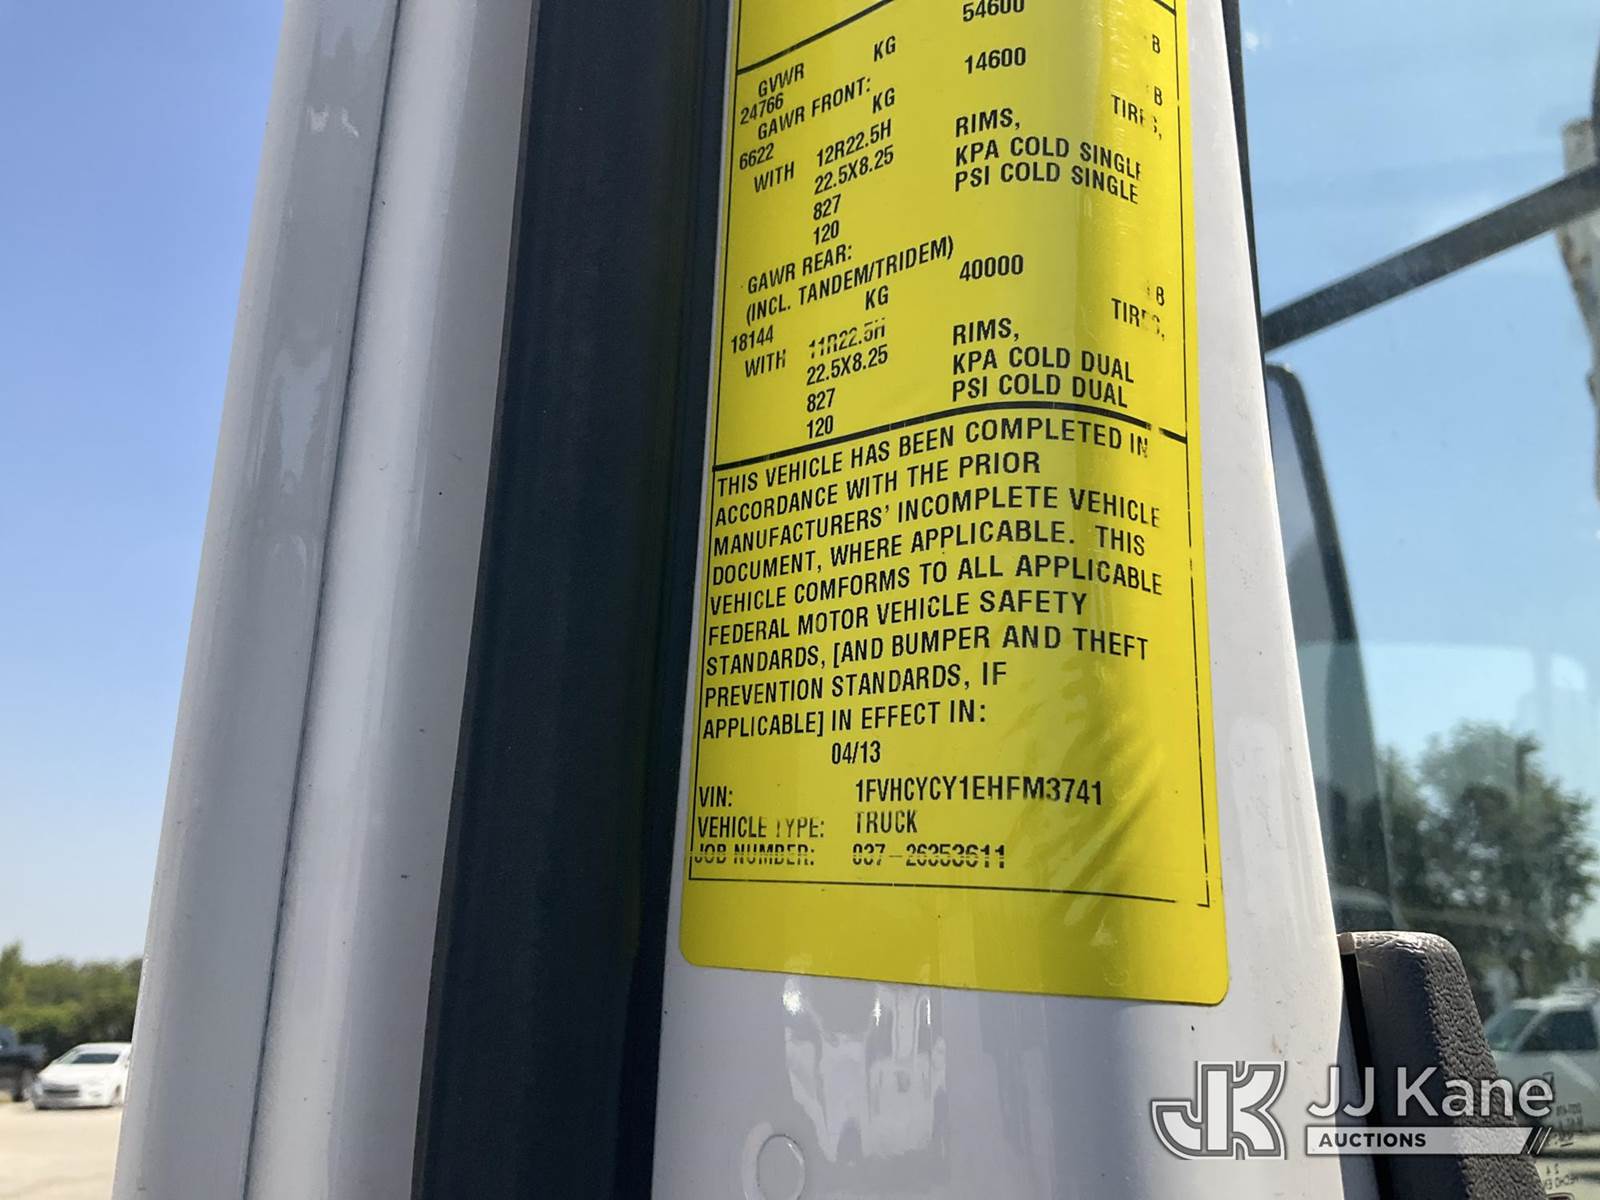 54600
GVWR KG B
24766
GAWR FRONT: 14600
6622 KG B
WITH 12R22.5H RIMS, TIRES,
22.5X8.25 KPA COLD SINGLE
827 PSI COLD SINGLE
120
GAWR REAR:
(INCL. TANDEM/TRIDEM) 40000
18144 KG B
WITH 11R22.5H RIMS, TIRES,
22.5X8.25 KPA COLD DUAL
827 PSI COLD DUAL
120
THIS VEHICLE HAS BEEN COMPLETED IN
ACCORDANCE WITH THE PRIOR
MANUFACTURERS' INCOMPLETE VEHICLE
DOCUMENT, WHERE APPLICABLE. THIS
VEHICLE COMFORMS TO ALL APPLICABLE
FEDERAL MOTOR VEHICLE SAFETY
STANDARDS, [AND BUMPER AND THEFT
PREVENTION STANDARDS, IF
APPLICABLE] IN EFFECT IN:
04/13
VIN: 1FVHCYCY1EHFM3741
VEHICLE TYPE: TRUCK
JOB NUMBER: 037-26353611
JK JJ Kane
AUCTIONS